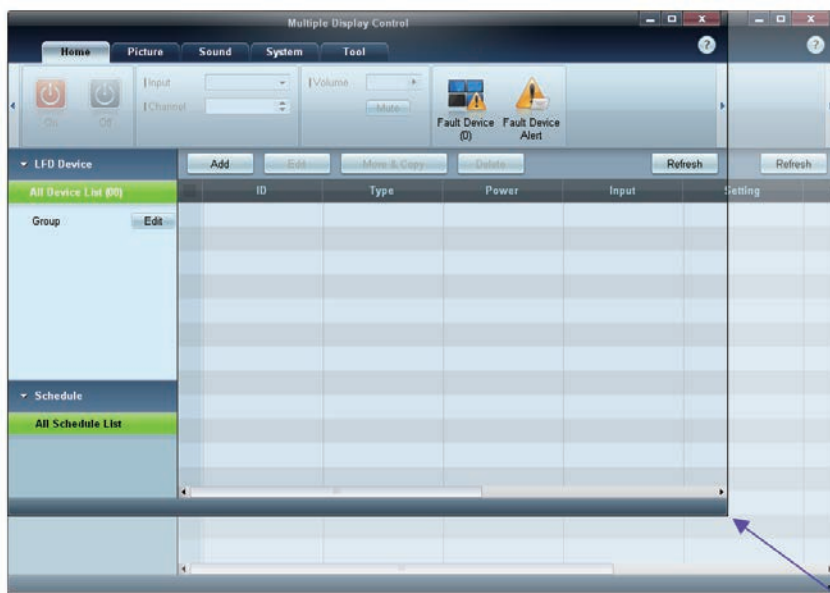 Multiple Display Control
Home Picture Sound System Tool
On Off Input Channel Volume Mute
Fault Device (0)
Fault Device Alert
LFD Device
Add Edit Move & Copy Delete Refresh Refresh
All Device List (00)
ID Type Power Input Setting
Group Edit
Schedule
All Schedule List